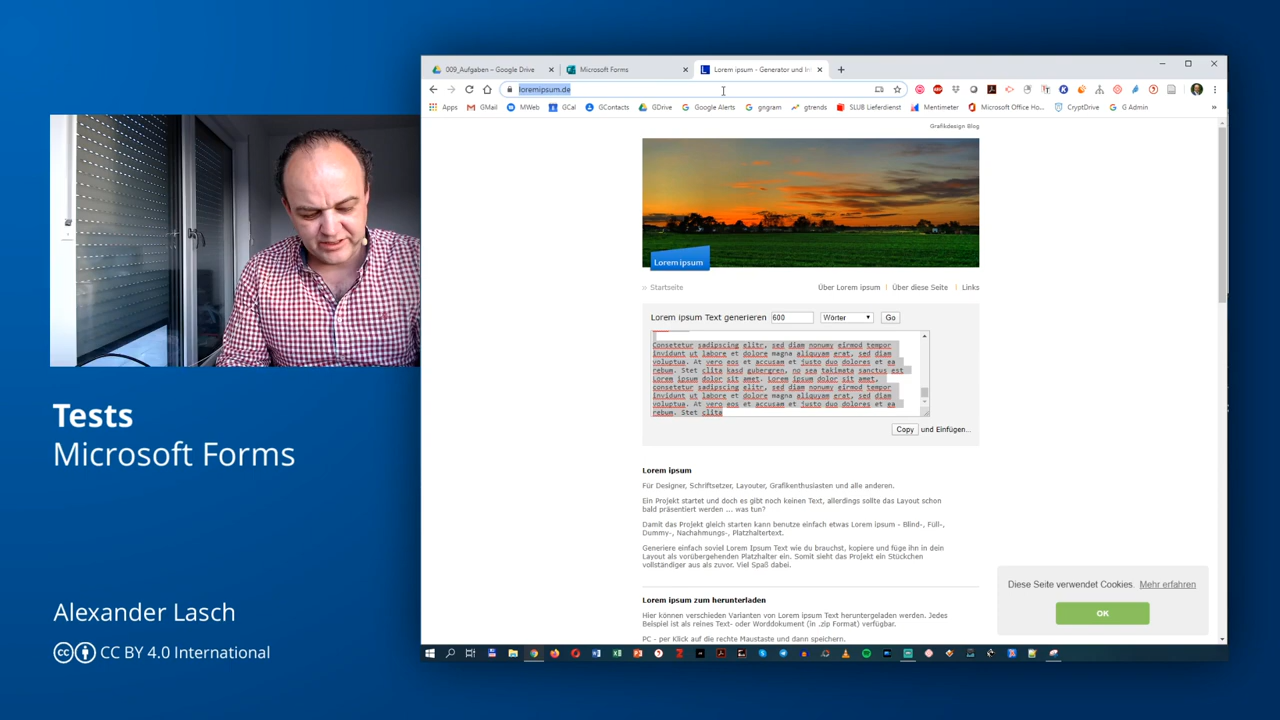 009_Aufgaben – Google Drive
Microsoft Forms
Lorem ipsum - Generator und In
loremipsum.de
Apps
GMail
MWeb
GCal
GContacts
GDrive
Google Alerts
gngram
gtrends
SLUB Lieferdienst
Mentimeter
Microsoft Office Ho...
CryptDrive
G Admin
»
Grafikdesign Blog
Lorem ipsum
» Startseite
Über Lorem ipsum | Über diese Seite | Links
Lorem ipsum Text generieren 600 Wörter Go
Consetetur sadipscing elitr, sed diam nonumy eirmod tempor
invidunt ut labore et dolore magna aliquyam erat, sed diam
voluptua. At vero eos et accusam et justo duo dolores et ea
rebum. Stet clita kasd gubergren, no sea takimata sanctus est
Lorem ipsum dolor sit amet. Lorem ipsum dolor sit amet,
consetetur sadipscing elitr, sed diam nonumy eirmod tempor
invidunt ut labore et dolore magna aliquyam erat, sed diam
voluptua. At vero eos et accusam et justo duo dolores et ea
rebum. Stet clita
Copy und Einfügen...
Lorem ipsum
Für Designer, Schriftsetzer, Layouter, Grafikenthusiasten und alle anderen.
Ein Projekt startet und doch es gibt noch keinen Text, allerdings sollte das Layout schon
bald präsentiert werden ... was tun?
Damit das Projekt gleich starten kann benutze einfach etwas Lorem ipsum - Blind-, Füll-,
Dummy-, Nachahmungs-, Platzhaltertext.
Generiere einfach soviel Lorem Ipsum Text wie du brauchst, kopiere und füge ihn in dein
Layout als vorübergehenden Platzhalter ein. Somit sieht das Projekt ein Stückchen
vollständiger aus als zuvor. Viel Spaß dabei.
Lorem ipsum zum herunterladen
Hier können verschieden Varianten von Lorem ipsum Text heruntergeladen werden. Jedes
Beispiel ist als reines Text- oder Worddokument (in .zip Format) verfügbar.
PC - per Klick auf die rechte Maustaste und dann speichern.
Diese Seite verwendet Cookies. Mehr erfahren
OK
Tests
Microsoft Forms
Alexander Lasch
CC BY 4.0 International